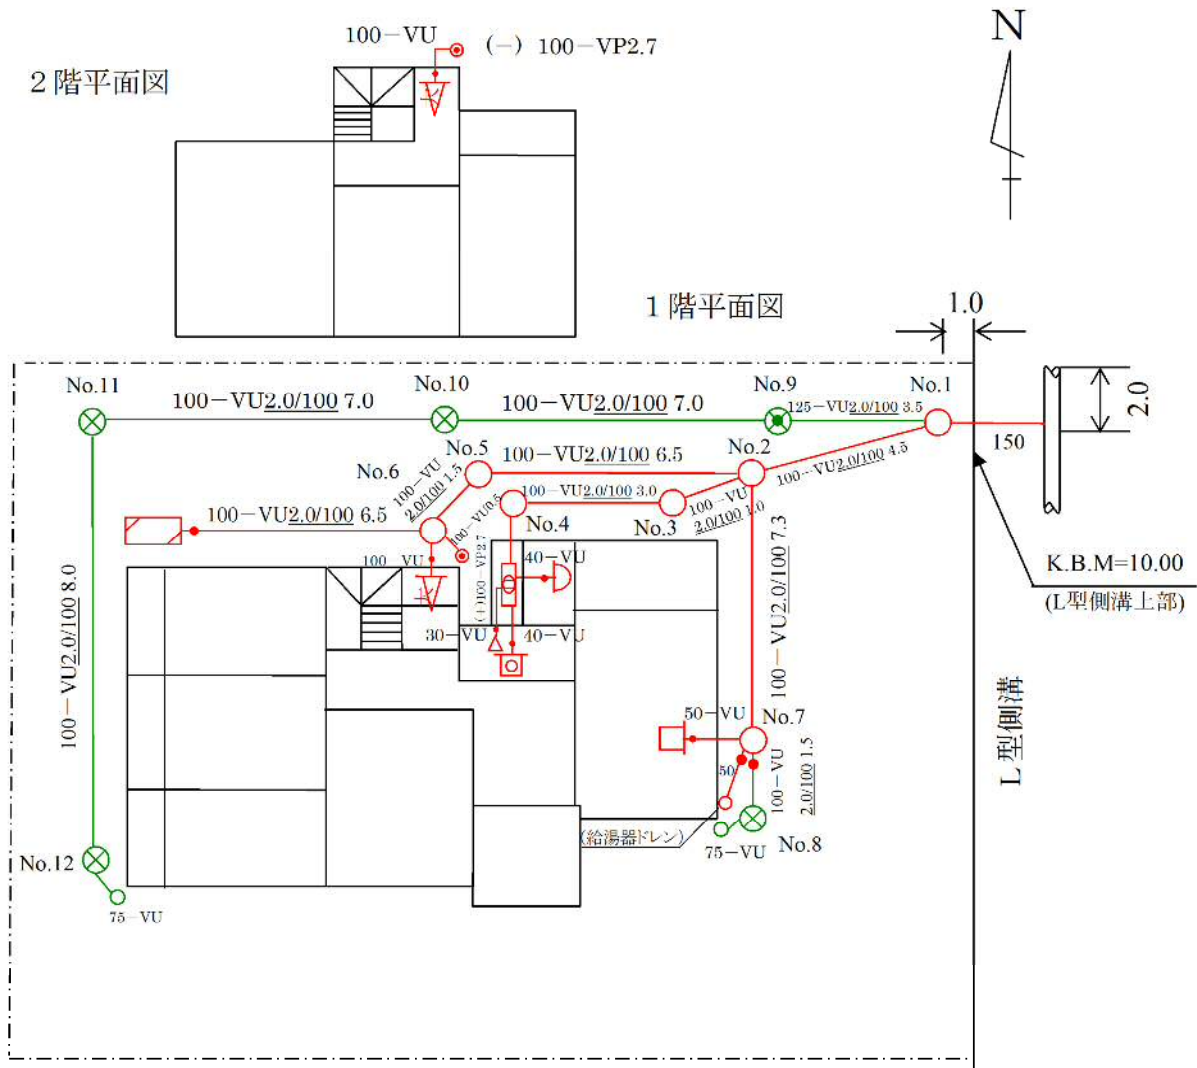 100-VU
(-) 100-VP2.7
N
2階平面図
大
1階平面図
1.0
No.11
No.10
No.9
No.1
100-VU2.0/100 7.0
100-VU2.0/100 7.0
125-VU2.0/100 3.5
2.0
150
No.2
No.5
No.6
100-VU2.0/100 6.5
100-VU2.0/100 4.5
100-VU
2.0/100 1.5
100-VU2.0/100 3.0
100-VU
2.0/100 1.0
100-VU2.0/100 6.5
100-VU0.5
No.4
No.3
100-VU
(+)100-VP2.7
40-VU
大
K.B.M=10.00
(L型側溝上部)
100-VU2.0/100 7.3
100-VU2.0/100 8.0
30-VU
40-VU
L型側溝
50-VU
No.7
50
100-VU
2.0/100 1.5
(給湯器ドレン)
75-VU
No.8
No.12
75-VU